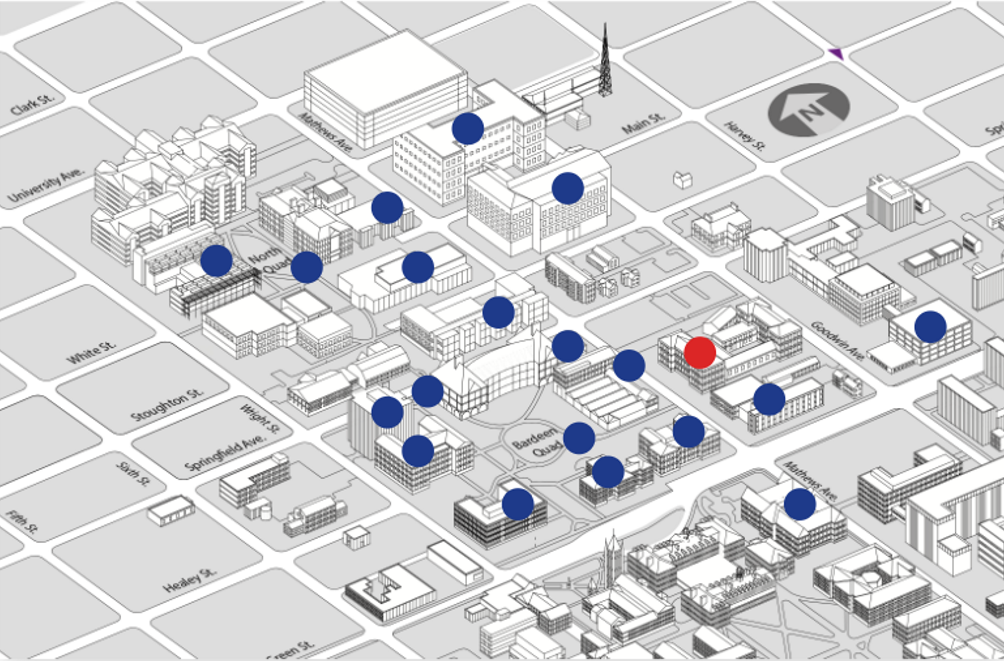 Clark St.
Mathews Ave.
Main St.
Harvey St.
N
Sp
University Ave.
North
Quad
White St.
Goodwin Ave.
Stoughton St.
Wright St.
Springfield Ave.
Bardeen
Quad
Sixth St.
Mathews Ave.
Fifth St.
Healey St.
Green St.